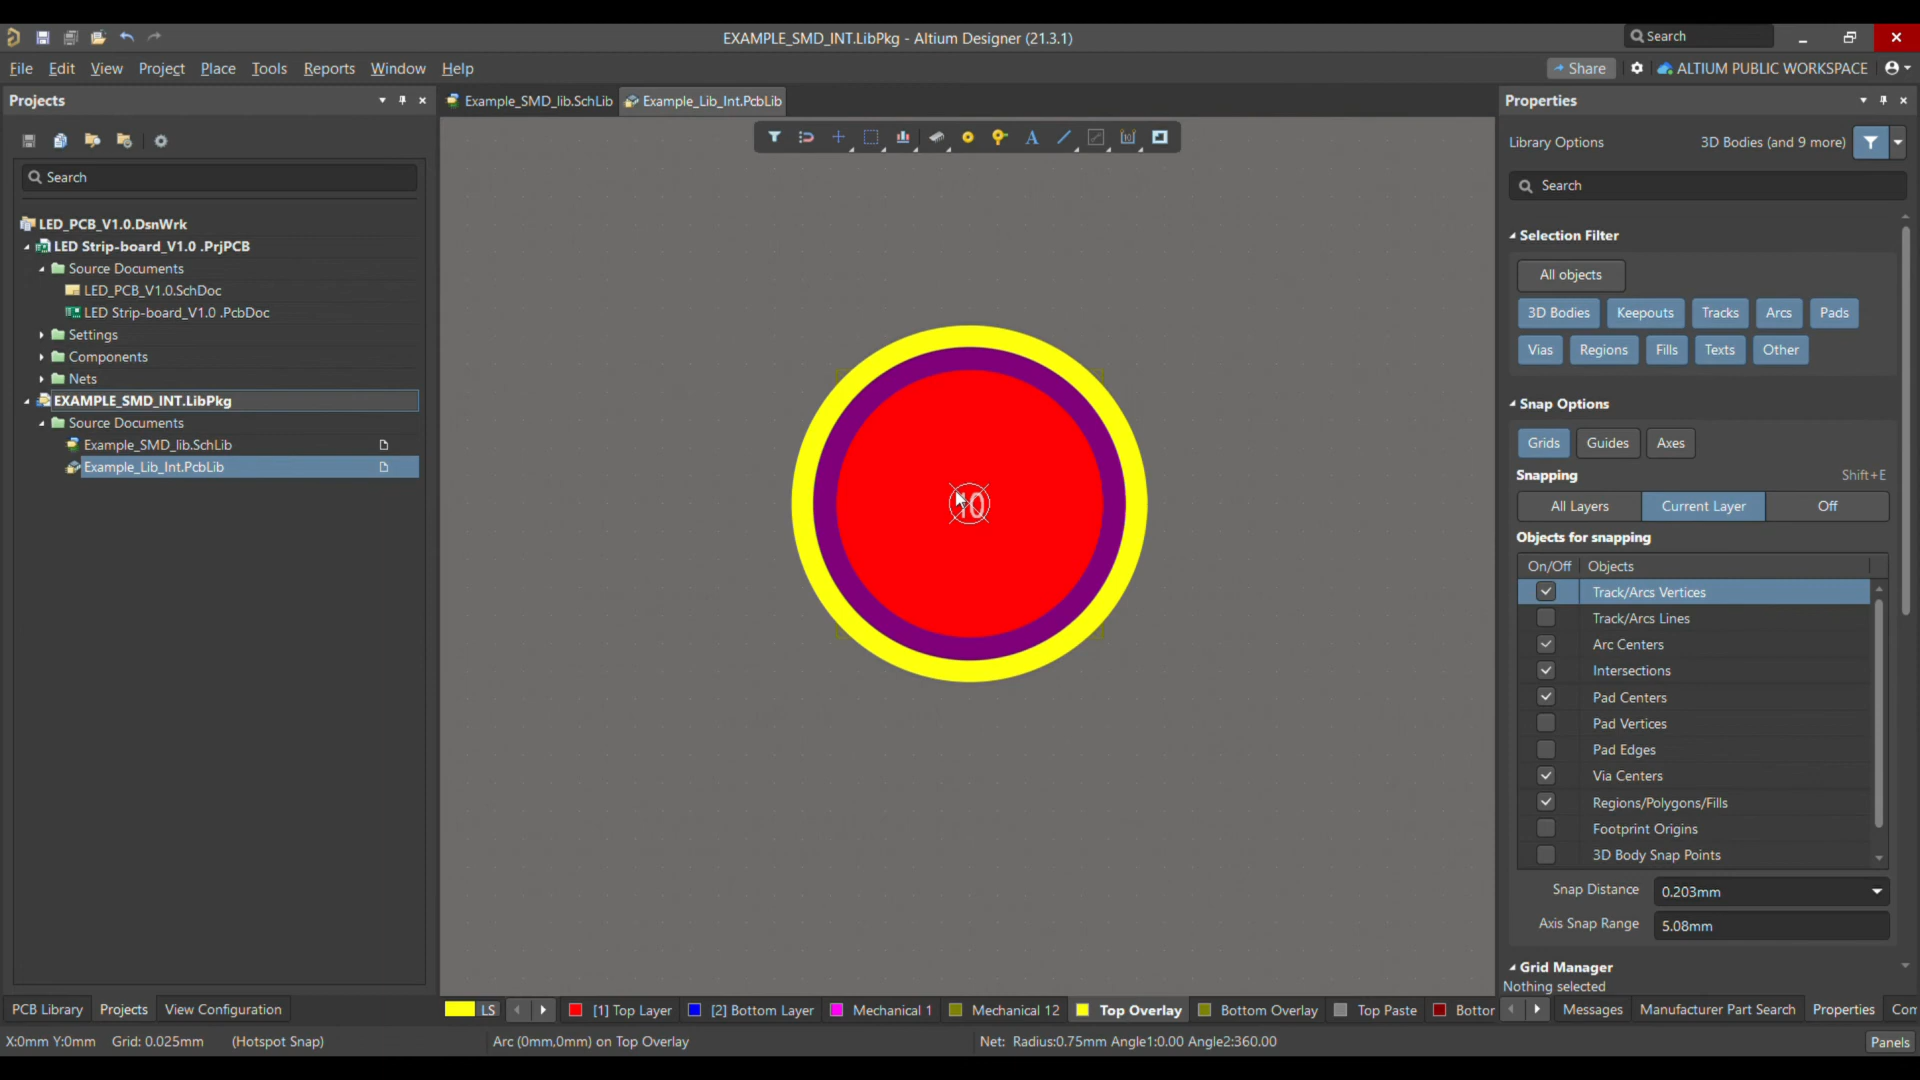 EXAMPLE_SMD_INT.LibPkg - Altium Designer (21.3.1)
Search
File Edit View Project Place Tools Reports Window Help
Share
ALTIUM PUBLIC WORKSPACE
Projects
Example_SMD_lib.SchLib
Example_Lib_Int.PcbLib
Properties
Library Options
3D Bodies (and 9 more)
Search
Search
LED_PCB_V1.0.DsnWrk
LED Strip-board_V1.0 .PrjPCB
Source Documents
LED_PCB_V1.0.SchDoc
LED Strip-board_V1.0 .PcbDoc
Settings
Components
Nets
EXAMPLE_SMD_INT.LibPkg
Source Documents
Example_SMD_lib.SchLib
Example_Lib_Int.PcbLib
Selection Filter
All objects
3D Bodies Keepouts Tracks Arcs Pads
Vias Regions Fills Texts Other
Snap Options
Grids Guides Axes
Snapping Shift+E
All Layers Current Layer Off
Objects for snapping
On/Off Objects
Track/Arcs Vertices
Track/Arcs Lines
Arc Centers
Intersections
Pad Centers
Pad Vertices
Pad Edges
Via Centers
Regions/Polygons/Fills
Footprint Origins
3D Body Snap Points
Snap Distance 0.203mm
Axis Snap Range 5.08mm
Grid Manager
Nothing selected
PCB Library Projects View Configuration
LS [1] Top Layer [2] Bottom Layer Mechanical 1 Mechanical 12 Top Overlay Bottom Overlay Top Paste Bottor
Messages Manufacturer Part Search Properties Com
X:0mm Y:0mm Grid: 0.025mm (Hotspot Snap)
Arc (0mm,0mm) on Top Overlay
Net: Radius:0.75mm Angle1:0.00 Angle2:360.00
Panels